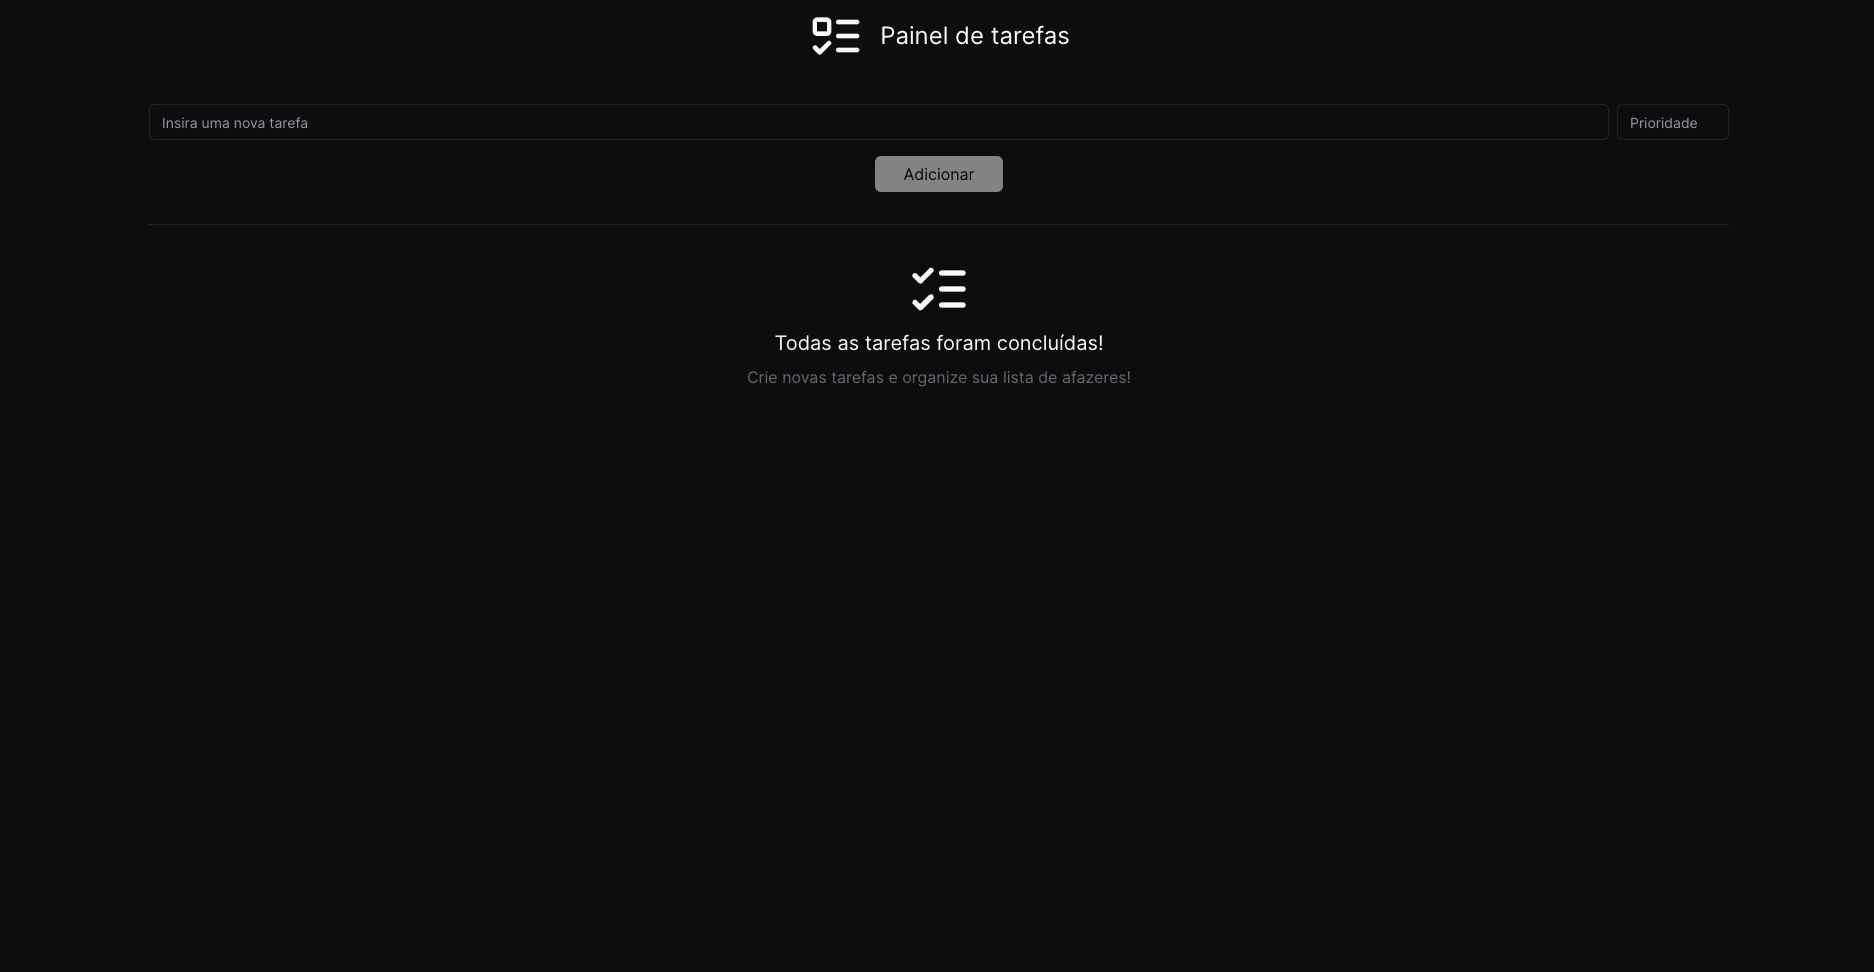 Painel de tarefas
Insira uma nova tarefa
Prioridade
Adicionar
Todas as tarefas foram concluídas!
Crie novas tarefas e organize sua lista de afazeres!